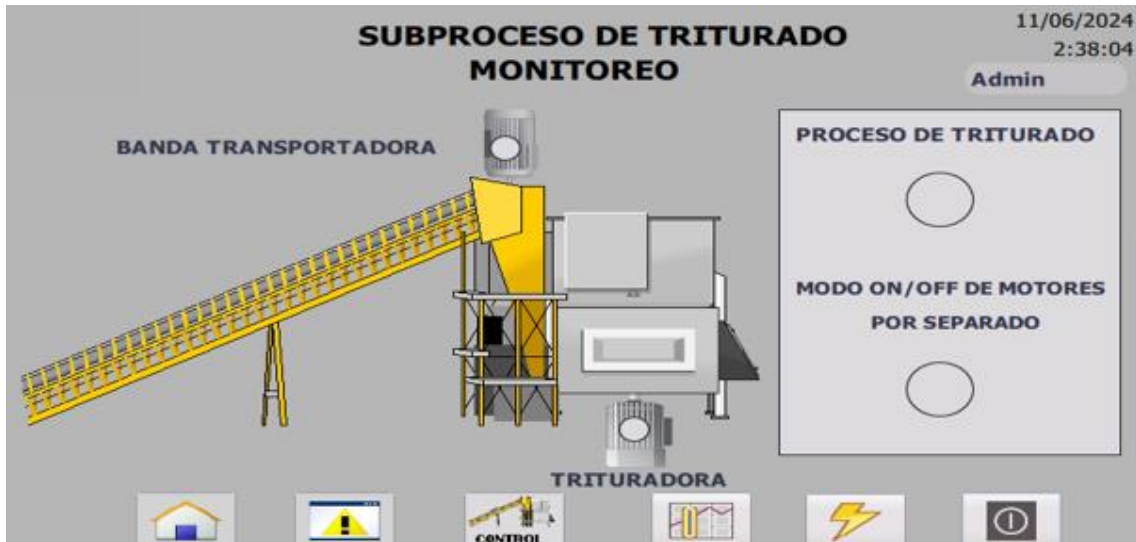 SUBPROCESO DE TRITURADO
MONITOREO
11/06/2024
2:38:04
Admin
BANDA TRANSPORTADORA
PROCESO DE TRITURADO
MODO ON/OFF DE MOTORES
POR SEPARADO
TRITURADORA
CONTROL